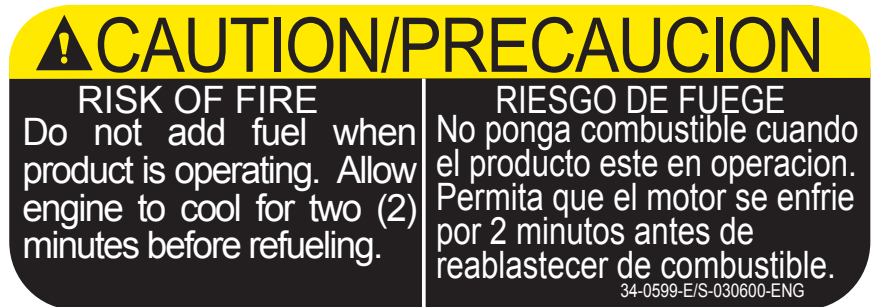 CAUTION/PRECAUCION
RISK OF FIRE
Do not add fuel when
product is operating. Allow
engine to cool for two (2)
minutes before refueling.
RIESGO DE FUEGE
No ponga combustible cuando
el producto este en operacion.
Permita que el motor se enfrie
por 2 minutos antes de
reablastecer de combustible.
34-0599-E/S-030600-ENG